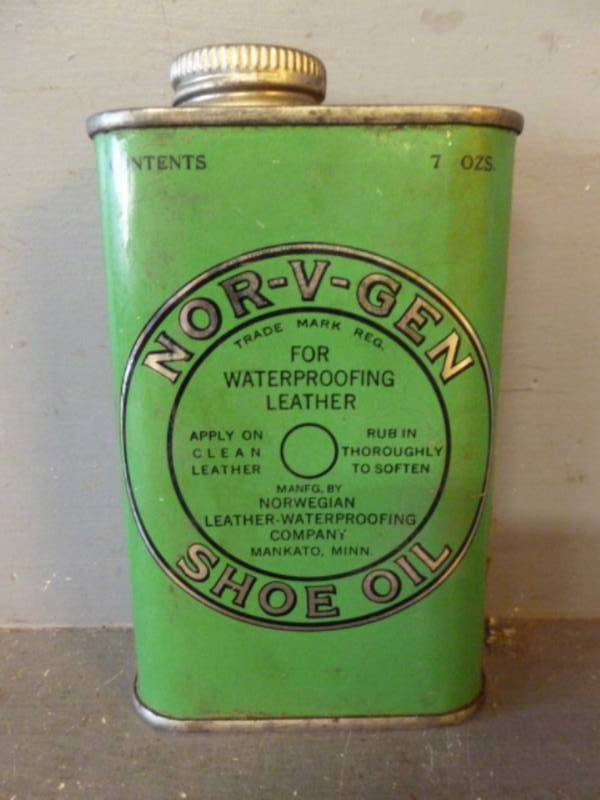 CONTENTS 7 OZS.
NOR-V-GEN
TRADE MARK REG.
FOR
WATERPROOFING
LEATHER
APPLY ON
CLEAN
LEATHER
RUB IN
THOROUGHLY
TO SOFTEN
MANFG. BY
NORWEGIAN
LEATHER-WATERPROOFING
COMPANY
MANKATO, MINN.
SHOE OIL